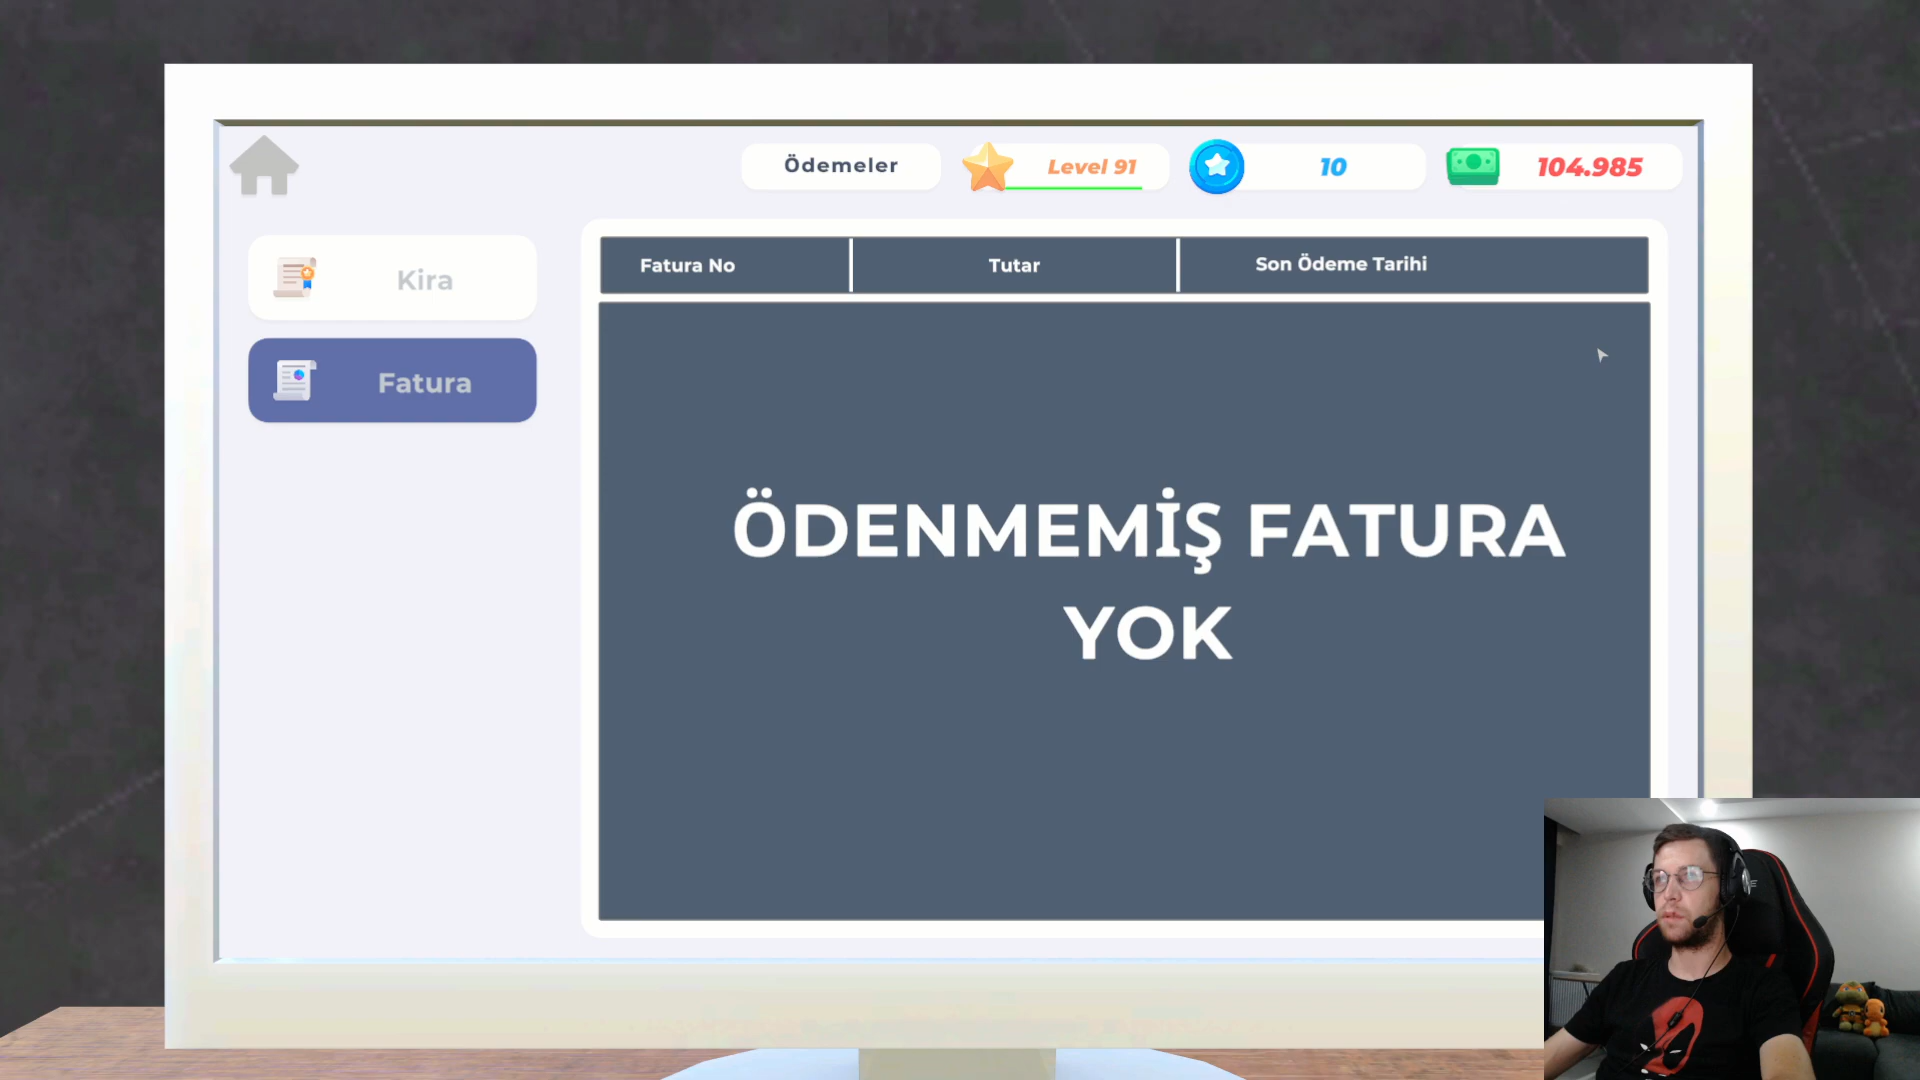 Ödemeler
Level 91
10
104.985
Kira
Fatura
Fatura No
Tutar
Son Ödeme Tarihi
ÖDENMEMİŞ FATURA
YOK